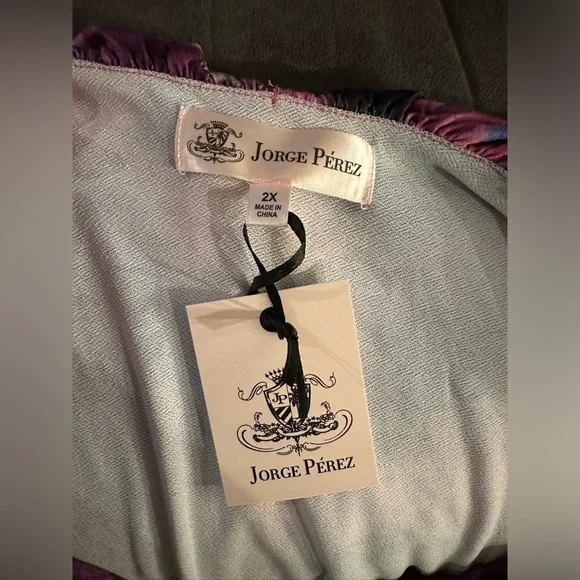 JORGE PÉREZ
2X
MADE IN
CHINA
JP
JORGE PÉREZ